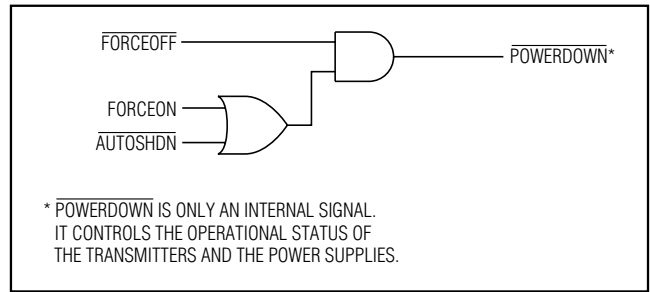 FORCEOFF
POWERDOWN*
FORCEON
AUTOSHDN
* POWERDOWN IS ONLY AN INTERNAL SIGNAL.
IT CONTROLS THE OPERATIONAL STATUS OF
THE TRANSMITTERS AND THE POWER SUPPLIES.